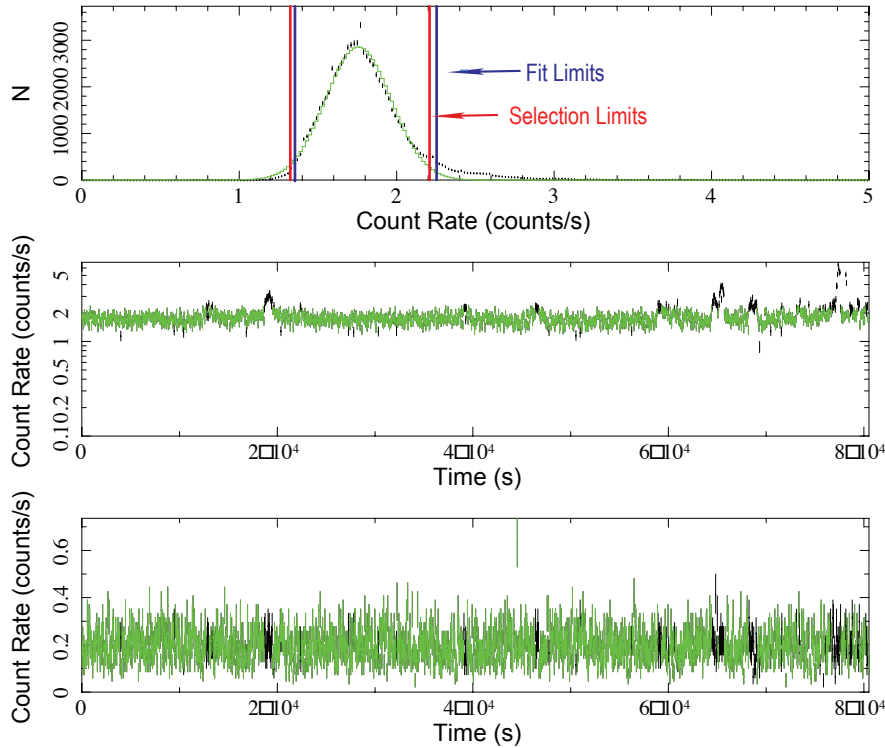 N
3000
2000
1000
0
Fit Limits
Selection Limits
0 1 2 3 4 5
Count Rate (counts/s)
Count Rate (counts/s)
5
2
1
0.5
0.2
0.1
0 2□10⁴ 4□10⁴ 6□10⁴ 8□10⁴
Time (s)
Count Rate (counts/s)
0.6
0.4
0.2
0
0 2□10⁴ 4□10⁴ 6□10⁴ 8□10⁴
Time (s)